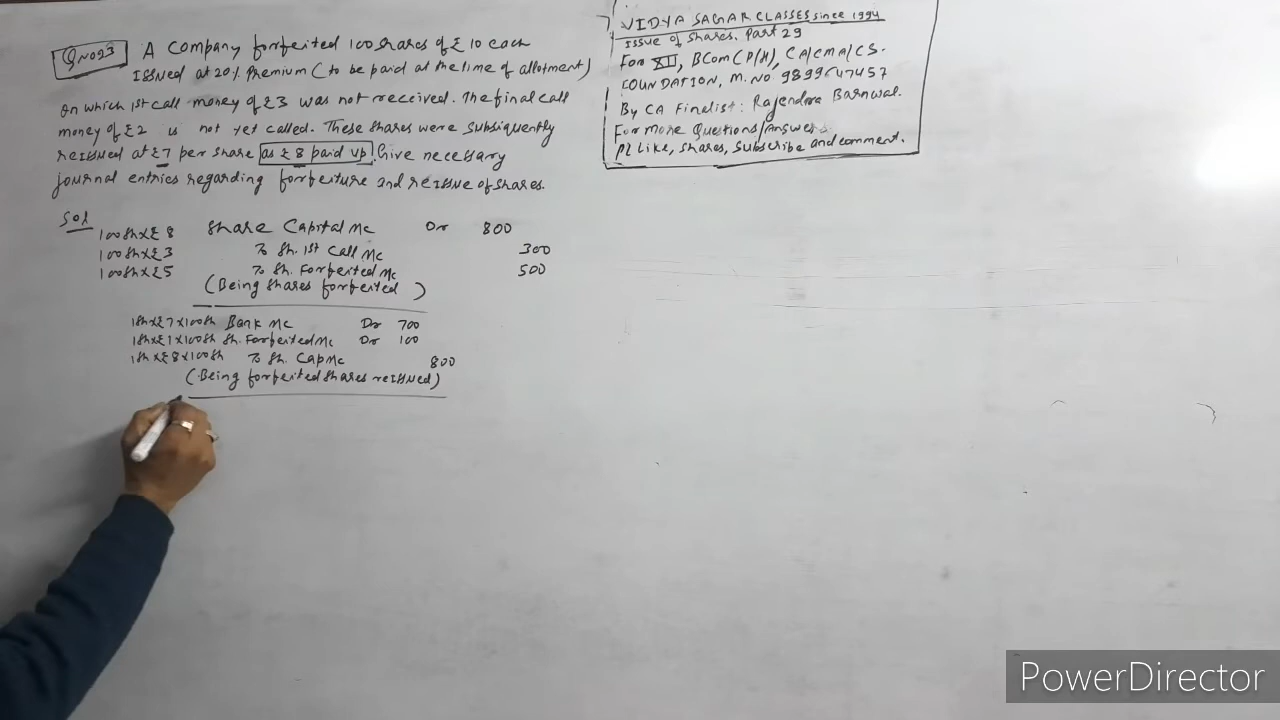 QNo23 A Company forfeited 100 shares of ₹ 10 each
issued at 20% Premium (to be paid at the time of allotment)
on which 1st call money of ₹3 was not received. The final call
money of ₹2 is not yet called. These shares were subsiquently
reissued at ₹7 per share as ₹ 8 paid up. Give necessary
journal entries regarding forfeiture and reissue of shares.
VIDYA SAGAR CLASSES since 1994
Issue of shares. Part 29
For XII, BCom(P/H), CA/CMA/CS.
FOUNDATION, M.No 9899647457
By CA Finalist: Rajendra Barnwal.
For more Questions/Answers
Pl Like, shares, subscribe and comment.
Sol
100sh×₹8 Share Capital A/c Dr 800
100sh×₹3 To Sh. 1st Call A/c 300
100sh×₹5 To Sh. Forfeited A/c 500
(Being shares forfeited)
1sh×₹7×100sh Bank A/c Dr 700
1sh×₹1×100sh Sh. Forfeited A/c Dr 100
1sh×₹8×100sh To Sh. Cap A/c 800
(Being forfeited shares reissued)
PowerDirector